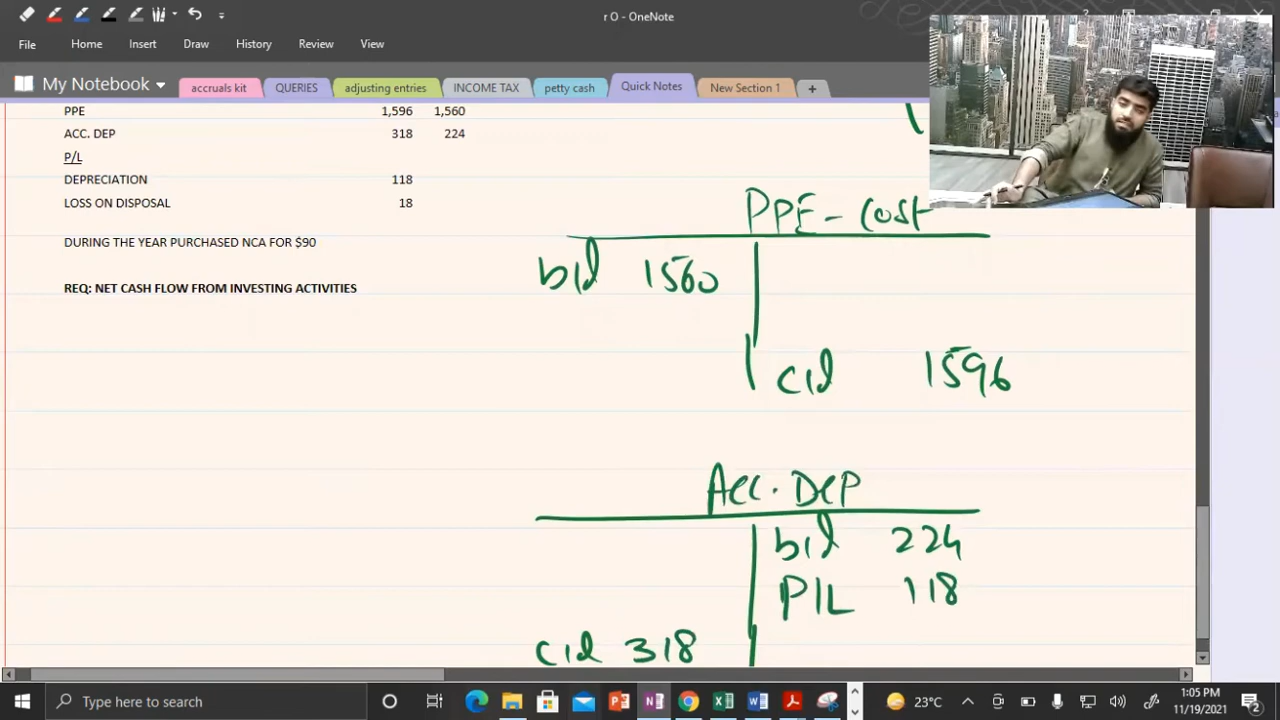 r O - OneNote
File Home Insert Draw History Review View
My Notebook accruals kit QUERIES adjusting entries INCOMETAX petty cash Quick Notes New Section 1
PPE 1,596 1,560
ACC. DEP 318 224
P/L
DEPRECIATION 118
LOSS ON DISPOSAL 18
DURING THE YEAR PURCHASED NCA FOR $90
REQ: NET CASH FLOW FROM INVESTING ACTIVITIES
PPE - Cost
b/d 1560
c/d 1596
Acc. Dep
b/d 224
P/L 118
c/d 318
Type here to search
23°C
1:05 PM
11/19/2021
2